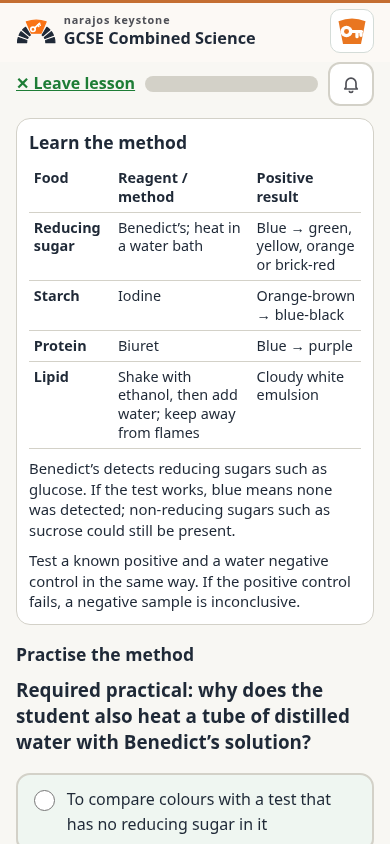 narajos keystone
GCSE Combined Science
✕ Leave lesson
Learn the method
Food
Reagent /
method
Positive
result
Reducing
sugar
Benedict’s; heat in
a water bath
Blue → green,
yellow, orange
or brick-red
Starch
Iodine
Orange-brown
→ blue-black
Protein
Biuret
Blue → purple
Lipid
Shake with
ethanol, then add
water; keep away
from flames
Cloudy white
emulsion
Benedict’s detects reducing sugars such as
glucose. If the test works, blue means none
was detected; non-reducing sugars such as
sucrose could still be present.
Test a known positive and a water negative
control in the same way. If the positive control
fails, a negative sample is inconclusive.
Practise the method
Required practical: why does the
student also heat a tube of distilled
water with Benedict’s solution?
To compare colours with a test that
has no reducing sugar in it